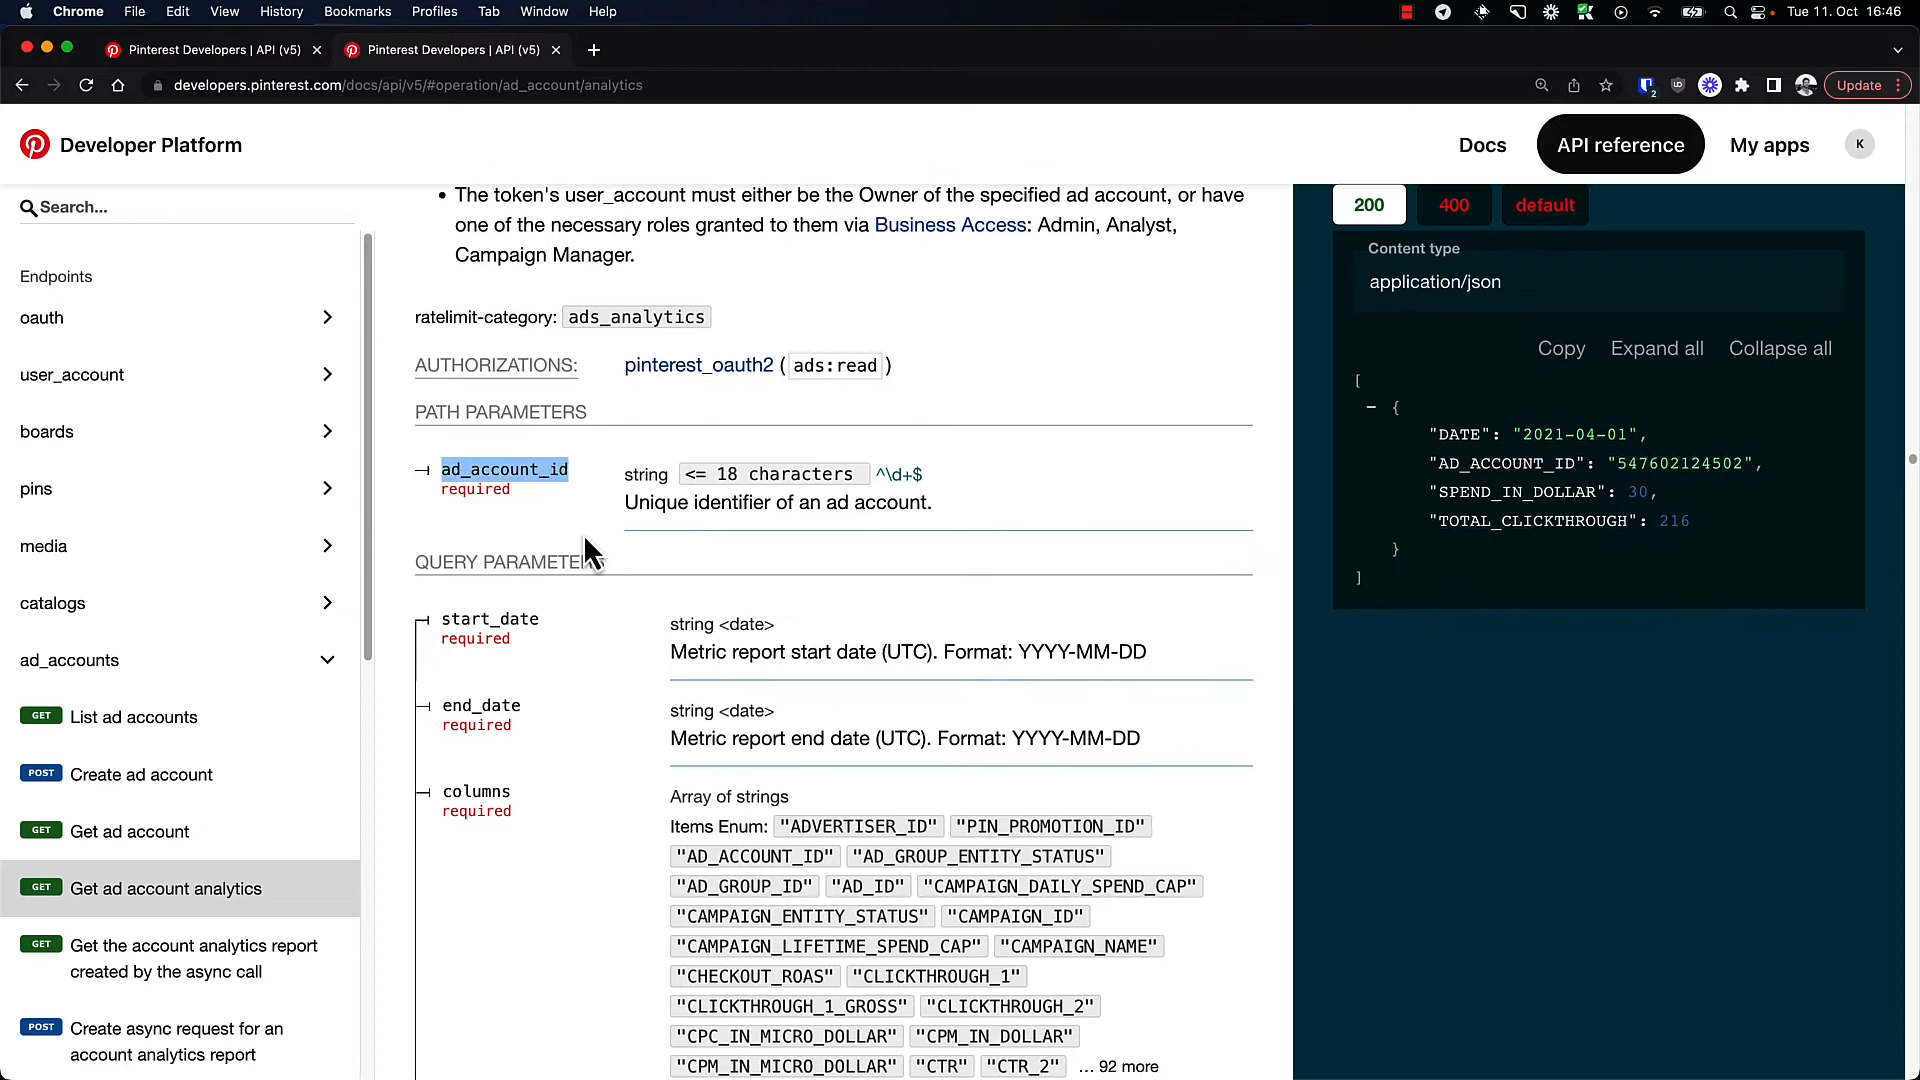 Chrome File Edit View History Bookmarks Profiles Tab Window Help Tue 11. Oct 16:46
Pinterest Developers | API (v5) Pinterest Developers | API (v5)
developers.pinterest.com/docs/api/v5/#operation/ad_account/analytics 2 Update
Developer Platform Docs API reference My apps K
Search...
Endpoints
oauth
user_account
boards
pins
media
catalogs
ad_accounts
GET List ad accounts
POST Create ad account
GET Get ad account
GET Get ad account analytics
GET Get the account analytics report
created by the async call
POST Create async request for an
account analytics report
• The token's user_account must either be the Owner of the specified ad account, or have
one of the necessary roles granted to them via Business Access: Admin, Analyst,
Campaign Manager.
ratelimit-category: ads_analytics
AUTHORIZATIONS: pinterest_oauth2 ( ads:read )
PATH PARAMETERS
ad_account_id string <= 18 characters ^\d+$
required Unique identifier of an ad account.
QUERY PARAMETERS
start_date string <date>
required Metric report start date (UTC). Format: YYYY-MM-DD
end_date string <date>
required Metric report end date (UTC). Format: YYYY-MM-DD
columns Array of strings
required Items Enum: "ADVERTISER_ID" "PIN_PROMOTION_ID"
"AD_ACCOUNT_ID" "AD_GROUP_ENTITY_STATUS"
"AD_GROUP_ID" "AD_ID" "CAMPAIGN_DAILY_SPEND_CAP"
"CAMPAIGN_ENTITY_STATUS" "CAMPAIGN_ID"
"CAMPAIGN_LIFETIME_SPEND_CAP" "CAMPAIGN_NAME"
"CHECKOUT_ROAS" "CLICKTHROUGH_1"
"CLICKTHROUGH_1_GROSS" "CLICKTHROUGH_2"
"CPC_IN_MICRO_DOLLAR" "CPM_IN_DOLLAR"
"CPM_IN_MICRO_DOLLAR" "CTR" "CTR_2" ... 92 more
200 400 default
Content type
application/json
Copy Expand all Collapse all
[
- {
"DATE": "2021-04-01",
"AD_ACCOUNT_ID": "547602124502",
"SPEND_IN_DOLLAR": 30,
"TOTAL_CLICKTHROUGH": 216
}
]